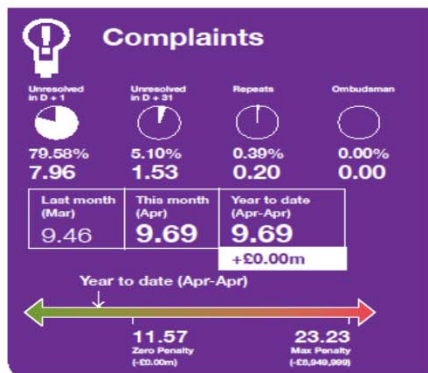 Complaints
Unresolved in D + 1
Unresolved in D + 31
Repeats
Ombudsman
79.58%
5.10%
0.39%
0.00%
7.96
1.53
0.20
0.00
Last month (Mar)
This month (Apr)
Year to date (Apr-Apr)
9.46
9.69
9.69
+£0.00m
Year to date (Apr-Apr)
11.57
23.23
Zero Penalty
Max Penalty
(-£0.00m)
(-£6,949,999)